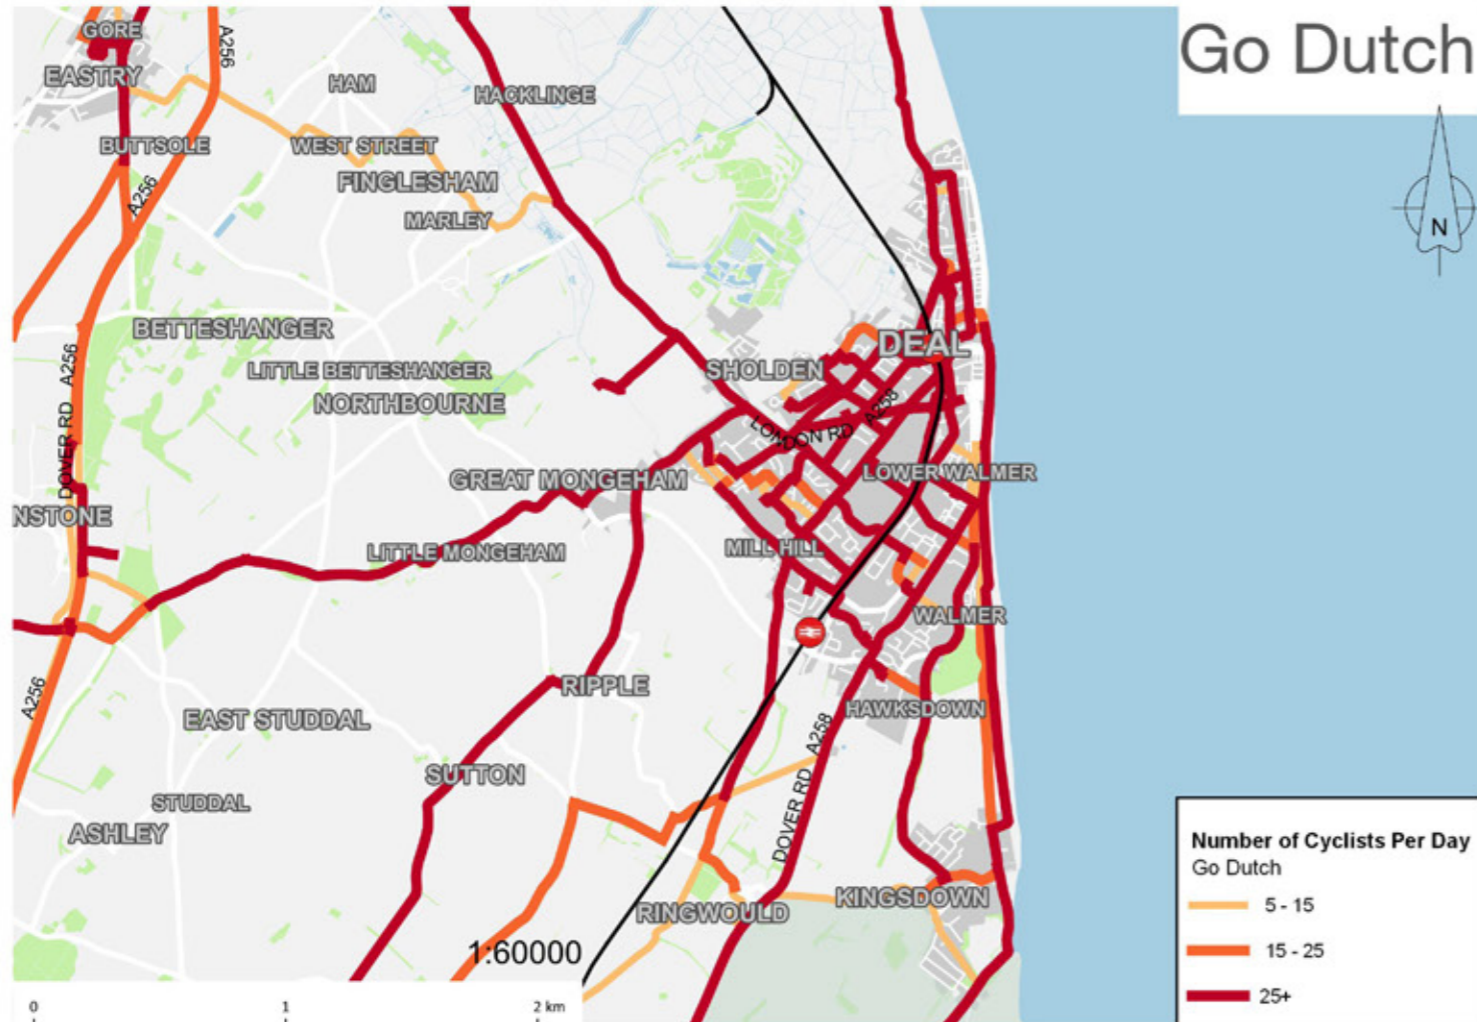 Go Dutch
GORE
A256
EASTRY
HAM
HACKLINGE
BUTTSOLE
WEST STREET
FINGLESHAM
A256
MARLEY
N
BETTESHANGER
DEAL
A256
LITTLE BETTESHANGER
SHOLDEN
NORTHBOURNE
A258
LONDON RD
DOVER RD
GREAT MONGEHAM
LOWER WALMER
NSTONE
LITTLE MONGEHAM
MILL HILL
WALMER
RIPPLE
A256
EAST STUDDAL
HAWKSDOWN
A258
SUTTON
STUDDAL
DOVER RD
ASHLEY
Number of Cyclists Per Day
Go Dutch
5 - 15
15 - 25
25+
KINGSDOWN
RINGWOULD
1:60000
0 1 2 km